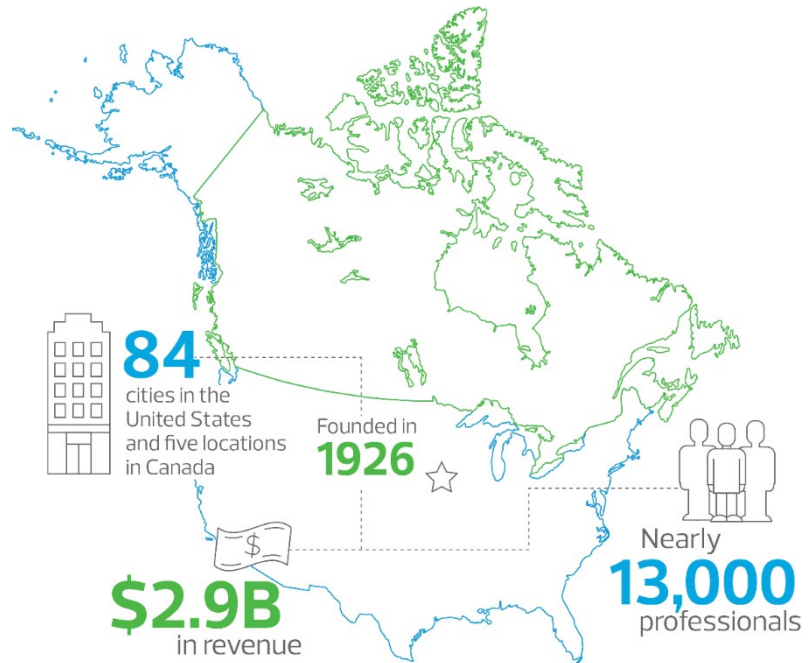 84
cities in the
United States
and five locations
in Canada
Founded in
1926
$
$2.9B
in revenue
Nearly
13,000
professionals